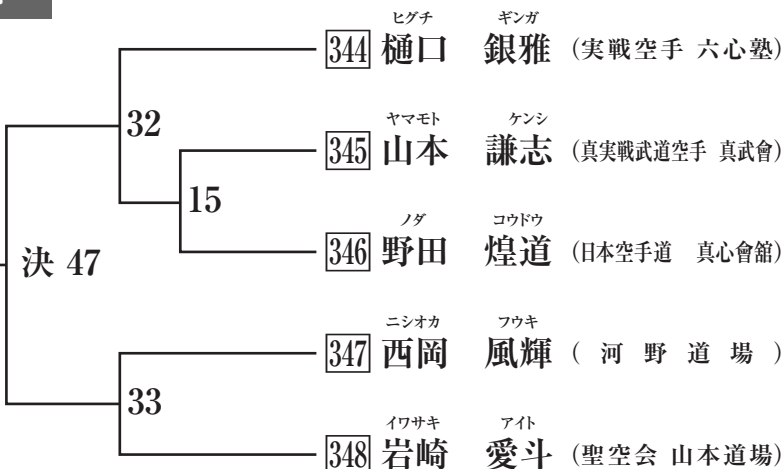 ヒグチ ギンガ
344 樋口 銀雅 (実戦空手 六心塾)
32
ヤマモト ケンシ
345 山本 謙志 (真実戦武道空手 真武會)
15
ノダ コウドウ
346 野田 煌道 (日本空手道 真心會舘)
決 47
ニシオカ フウキ
347 西岡 風輝 (河野道場)
33
イワサキ アイト
348 岩崎 愛斗 (聖空会 山本道場)